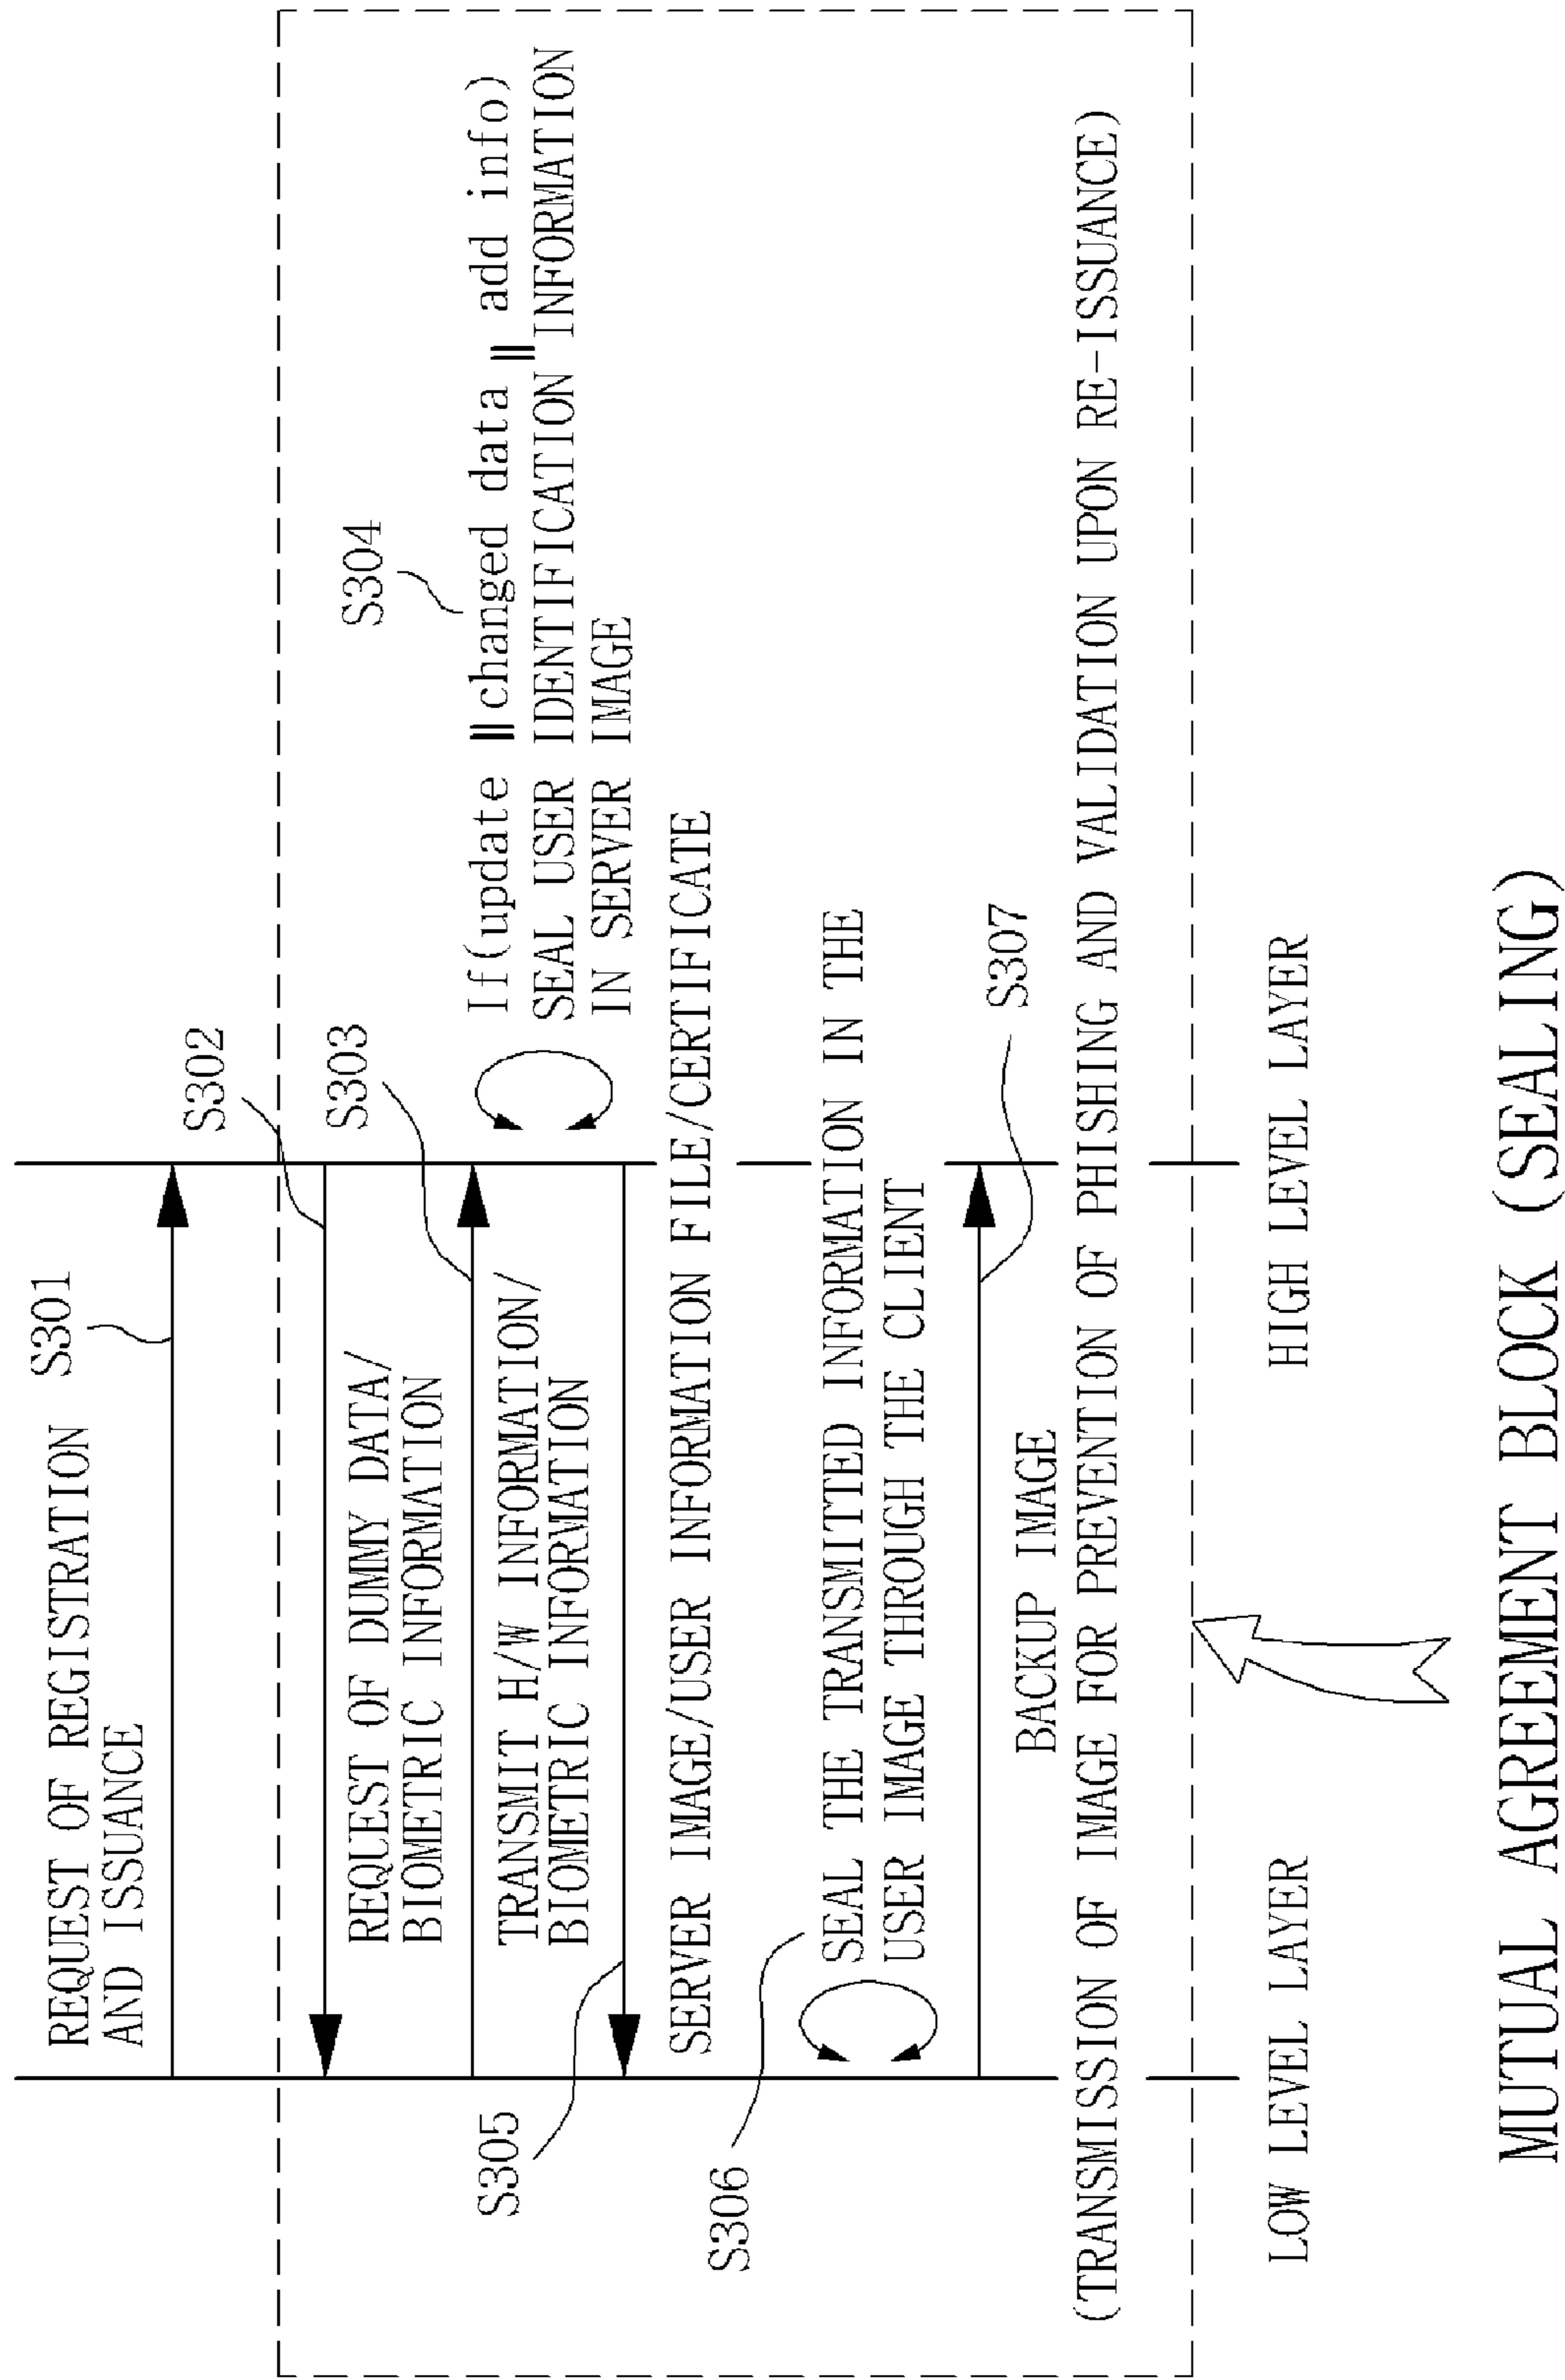 REQUEST OF REGISTRATION
AND ISSUANCE
S301
S302
REQUEST OF DUMMY DATA/
BIOMETRIC INFORMATION
S303
TRANSMIT H/W INFORMATION/
BIOMETRIC INFORMATION
S304
If(update ||changed data || add info)
SEAL USER IDENTIFICATION INFORMATION
IN SERVER IMAGE
S305
SERVER IMAGE/USER INFORMATION FILE/CERTIFICATE
S306
SEAL THE TRANSMITTED INFORMATION IN THE
USER IMAGE THROUGH THE CLIENT
S307
BACKUP IMAGE
(TRANSMISSION OF IMAGE FOR PREVENTION OF PHISHING AND VALIDATION UPON RE-ISSUANCE)
LOW LEVEL LAYER
HIGH LEVEL LAYER
MUTUAL AGREEMENT BLOCK (SEALING)